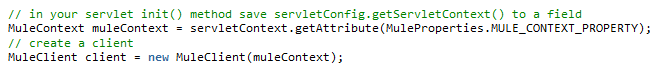 // in your servlet init() method save servletConfig.getServletContext() to a field
MuleContext muleContext = servletContext.getAttribute(MuleProperties.MULE_CONTEXT_PROPERTY);
// create a client
MuleClient client = new MuleClient(muleContext);